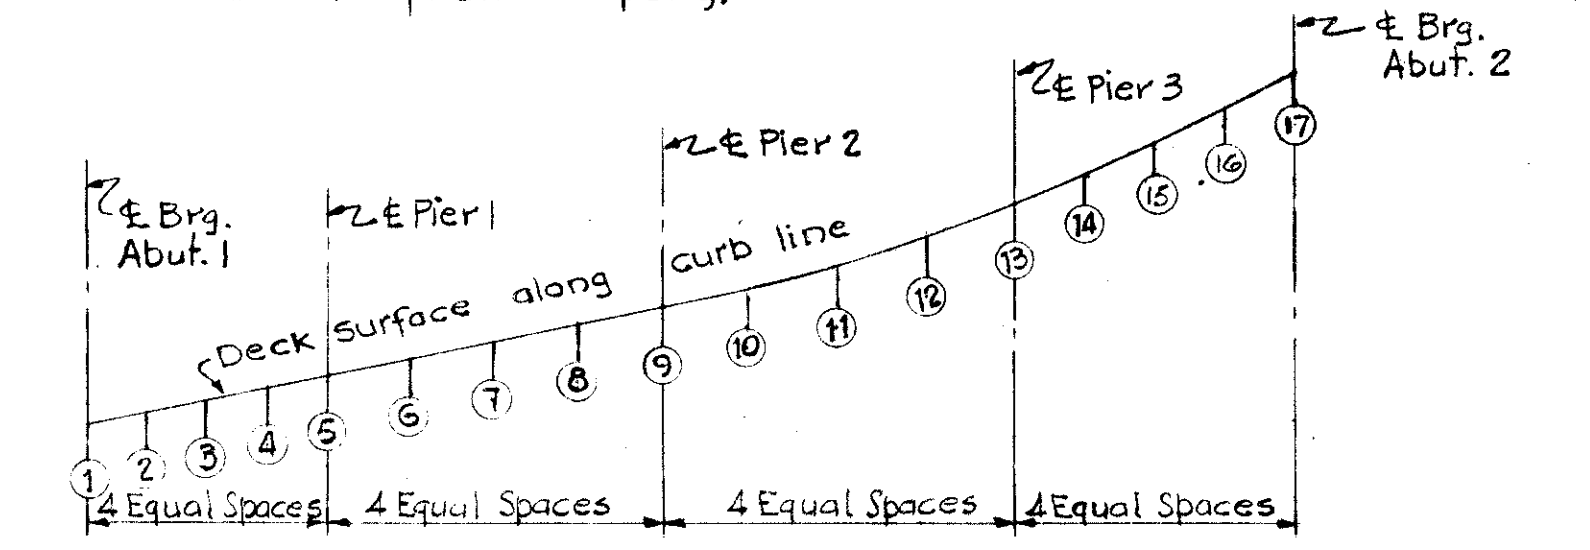 ℄ Brg.
Abut. 2
℄ Pier 3
℄ Pier 2
℄ Brg.
Abut. 1
℄ Pier 1
Deck surface along curb line
1
2
3
4
5
6
7
8
9
10
11
12
13
14
15
16
17
4 Equal Spaces
4 Equal Spaces
4 Equal Spaces
4 Equal Spaces